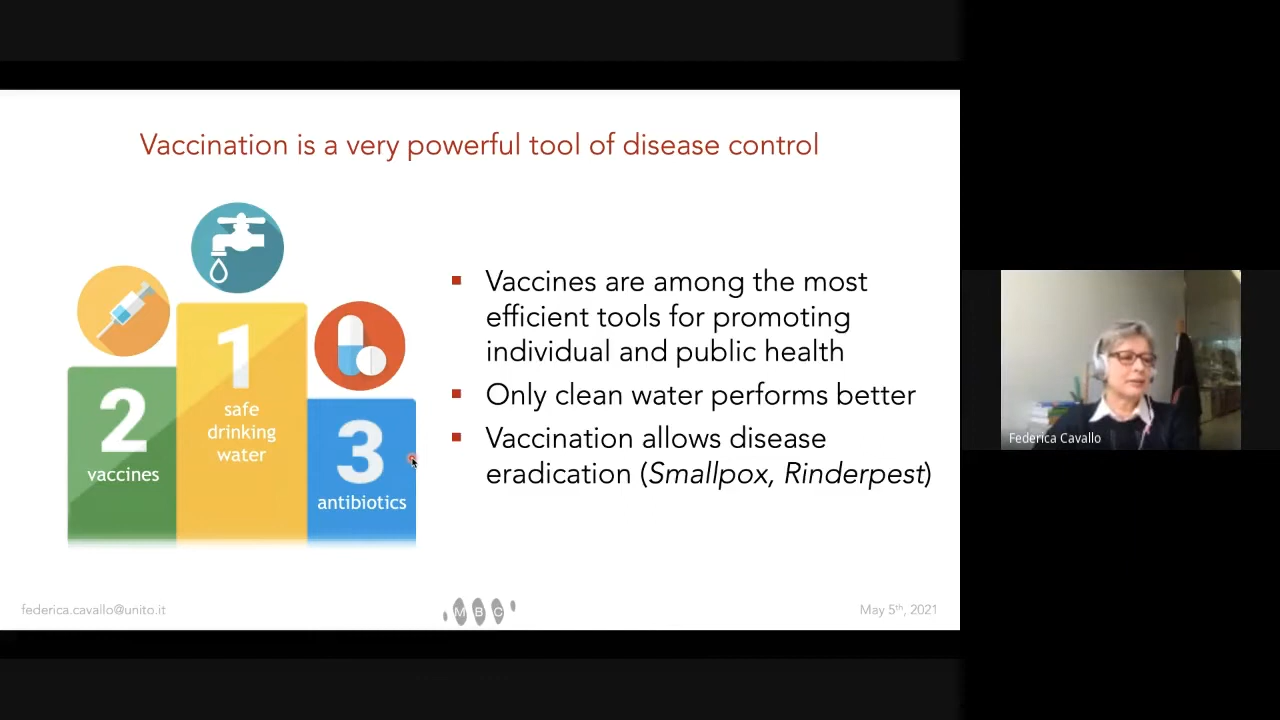 Vaccination is a very powerful tool of disease control
1
safe
drinking
water
2
vaccines
3
antibiotics
▪ Vaccines are among the most
efficient tools for promoting
individual and public health
▪ Only clean water performs better
▪ Vaccination allows disease
eradication (Smallpox, Rinderpest)
federica.cavallo@unito.it
MBC
May 5th, 2021
Federica Cavallo